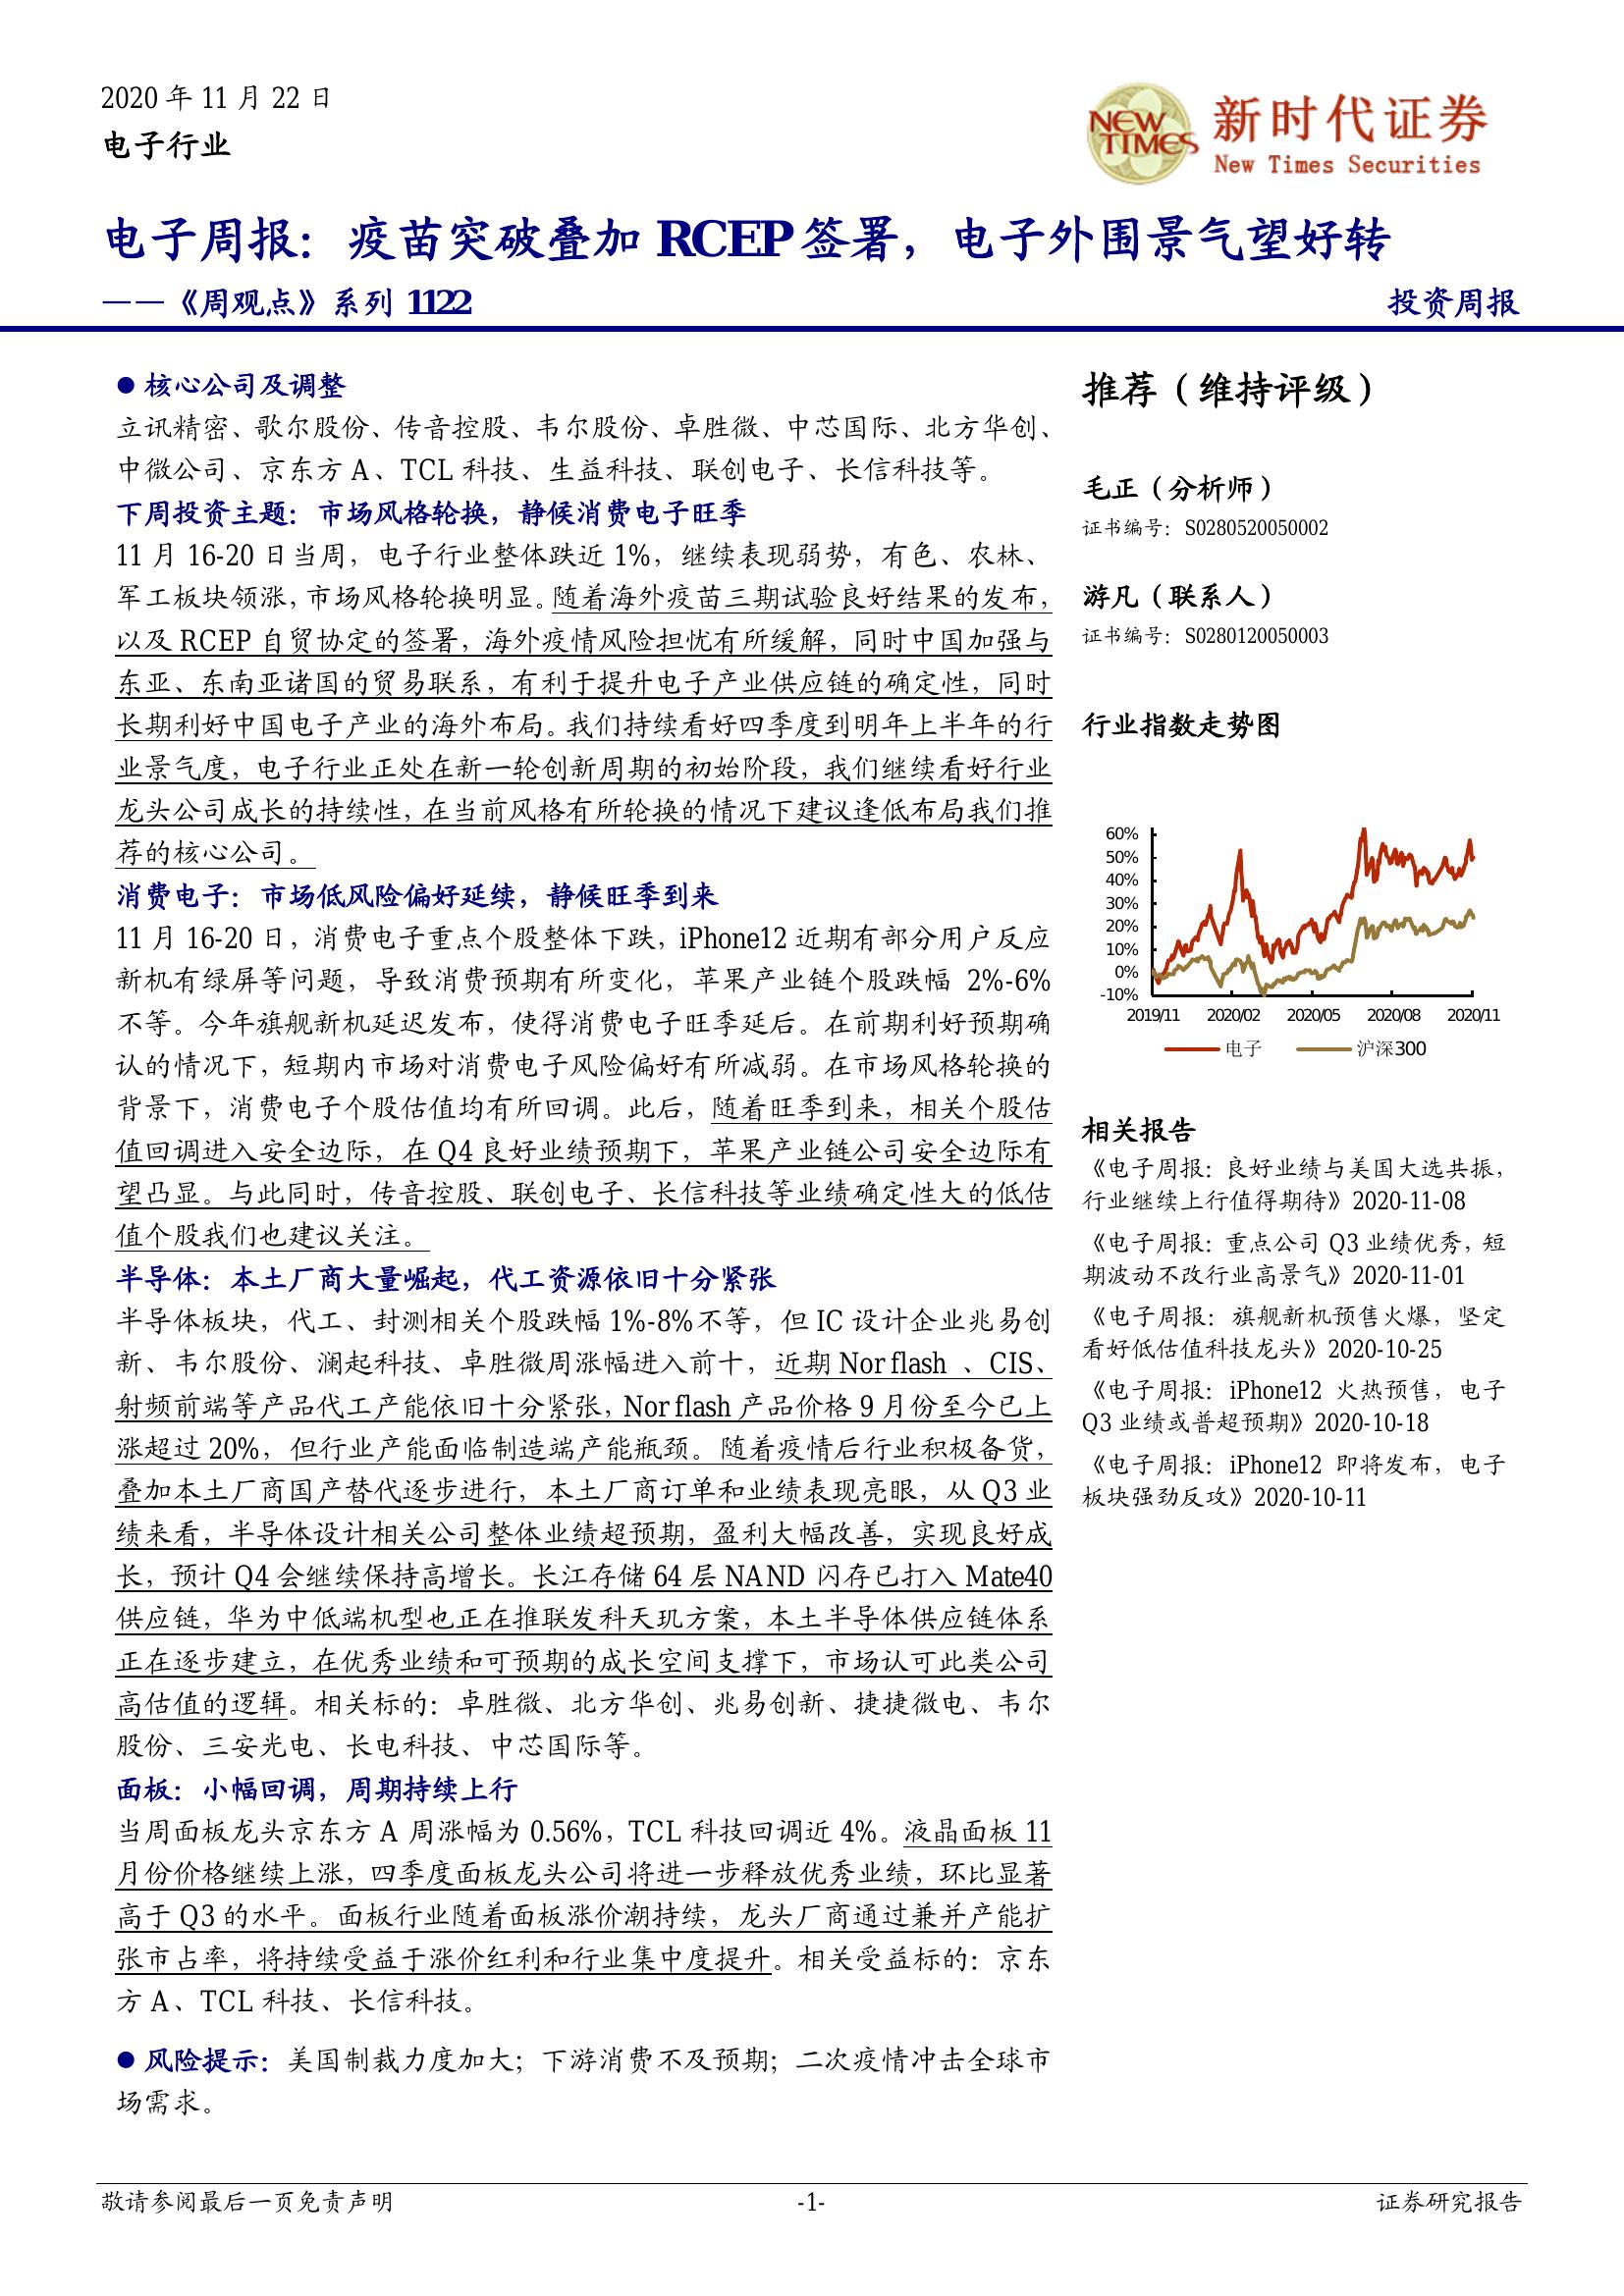 2020 年 11 月 22 日
电子行业
NEW TIMES
新时代证券
New Times Securities
电子周报：疫苗突破叠加 RCEP 签署，电子外围景气望好转
——《周观点》系列 1122
投资周报
● 核心公司及调整
立讯精密、歌尔股份、传音控股、韦尔股份、卓胜微、中芯国际、北方华创、
中微公司、京东方 A、TCL 科技、生益科技、联创电子、长信科技等。
下周投资主题：市场风格轮换，静候消费电子旺季
11 月 16-20 日当周，电子行业整体跌近 1%，继续表现弱势，有色、农林、
军工板块领涨，市场风格轮换明显。随着海外疫苗三期试验良好结果的发布，
以及 RCEP 自贸协定的签署，海外疫情风险担忧有所缓解，同时中国加强与
东亚、东南亚诸国的贸易联系，有利于提升电子产业供应链的确定性，同时
长期利好中国电子产业的海外布局。我们持续看好四季度到明年上半年的行
业景气度，电子行业正处在新一轮创新周期的初始阶段，我们继续看好行业
龙头公司成长的持续性，在当前风格有所轮换的情况下建议逢低布局我们推
荐的核心公司。
消费电子：市场低风险偏好延续，静候旺季到来
11 月 16-20 日，消费电子重点个股整体下跌，iPhone12 近期有部分用户反应
新机有绿屏等问题，导致消费预期有所变化，苹果产业链个股跌幅 2%-6%
不等。今年旗舰新机延迟发布，使得消费电子旺季延后。在前期利好预期确
认的情况下，短期内市场对消费电子风险偏好有所减弱。在市场风格轮换的
背景下，消费电子个股估值均有所回调。此后，随着旺季到来，相关个股估
值回调进入安全边际，在 Q4 良好业绩预期下，苹果产业链公司安全边际有
望凸显。与此同时，传音控股、联创电子、长信科技等业绩确定性大的低估
值个股我们也建议关注。
半导体：本土厂商大量崛起，代工资源依旧十分紧张
半导体板块，代工、封测相关个股跌幅 1%-8%不等，但 IC 设计企业兆易创
新、韦尔股份、澜起科技、卓胜微周涨幅进入前十，近期 Nor flash 、CIS、
射频前端等产品代工产能依旧十分紧张，Nor flash 产品价格 9 月份至今已上
涨超过 20%，但行业产能面临制造端产能瓶颈。随着疫情后行业积极备货，
叠加本土厂商国产替代逐步进行，本土厂商订单和业绩表现亮眼，从 Q3 业
绩来看，半导体设计相关公司整体业绩超预期，盈利大幅改善，实现良好成
长，预计 Q4 会继续保持高增长。长江存储 64 层 NAND 闪存已打入 Mate40
供应链，华为中低端机型也正在推联发科天玑方案，本土半导体供应链体系
正在逐步建立，在优秀业绩和可预期的成长空间支撑下，市场认可此类公司
高估值的逻辑。相关标的：卓胜微、北方华创、兆易创新、捷捷微电、韦尔
股份、三安光电、长电科技、中芯国际等。
面板：小幅回调，周期持续上行
当周面板龙头京东方 A 周涨幅为 0.56%，TCL 科技回调近 4%。液晶面板 11
月份价格继续上涨，四季度面板龙头公司将进一步释放优秀业绩，环比显著
高于 Q3 的水平。面板行业随着面板涨价潮持续，龙头厂商通过兼并产能扩
张市占率，将持续受益于涨价红利和行业集中度提升。相关受益标的：京东
方 A、TCL 科技、长信科技。
● 风险提示：美国制裁力度加大；下游消费不及预期；二次疫情冲击全球市
场需求。
推荐（维持评级）
毛正（分析师）
证书编号：S0280520050002
游凡（联系人）
证书编号：S0280120050003
行业指数走势图
60%
50%
40%
30%
20%
10%
0%
-10%
2019/11 2020/02 2020/05 2020/08 2020/11
电子 沪深300
相关报告
《电子周报：良好业绩与美国大选共振，
行业继续上行值得期待》2020-11-08
《电子周报：重点公司 Q3 业绩优秀，短
期波动不改行业高景气》2020-11-01
《电子周报：旗舰新机预售火爆，坚定
看好低估值科技龙头》2020-10-25
《电子周报：iPhone12 火热预售，电子
Q3 业绩或普超预期》2020-10-18
《电子周报：iPhone12 即将发布，电子
板块强劲反攻》2020-10-11
敬请参阅最后一页免责声明
-1-
证券研究报告